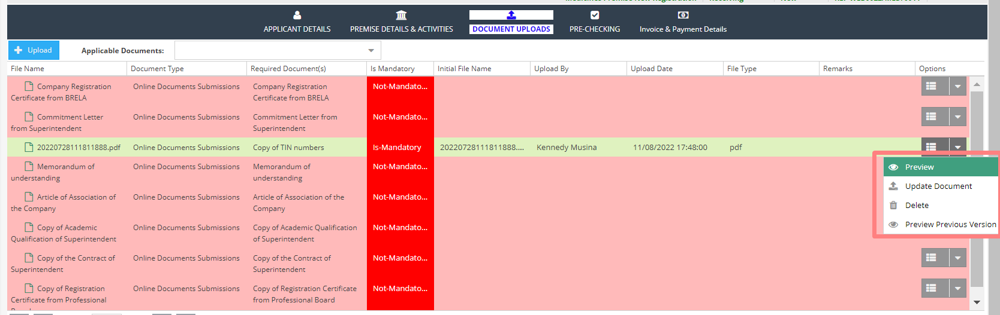 APPLICANT DETAILS
PREMISE DETAILS & ACTIVITIES
DOCUMENT UPLOADS
PRE-CHECKING
Invoice & Payment Details
Upload
Applicable Documents:
File Name Document Type Required Document(s) Is Mandatory Initial File Name Upload By Upload Date File Type Remarks Options
Company Registration Online Documents Submissions Company Registration Not-Mandato...
Certificate from BRELA Certificate from BRELA
Commitment Letter Online Documents Submissions Commitment Letter from Not-Mandato...
from Superintendent Superintendent
20220728111811888.pdf Online Documents Submissions Copy of TIN numbers Is-Mandatory 20220728111811888.... Kennedy Musina 11/08/2022 17:48:00 pdf
Memorandum of Online Documents Submissions Memorandum of Not-Mandato...
understanding understanding
Article of Association of Online Documents Submissions Article of Association of the Not-Mandato...
the Company Company
Copy of Academic Online Documents Submissions Copy of Academic Qualification Not-Mandato...
Qualification of Superintendent of Superintendent
Copy of the Contract of Online Documents Submissions Copy of the Contract of Not-Mandato...
Superintendent Superintendent
Copy of Registration Online Documents Submissions Copy of Registration Certificate Not-Mandato...
Certificate from Professional from Professional Board
Preview
Update Document
Delete
Preview Previous Version